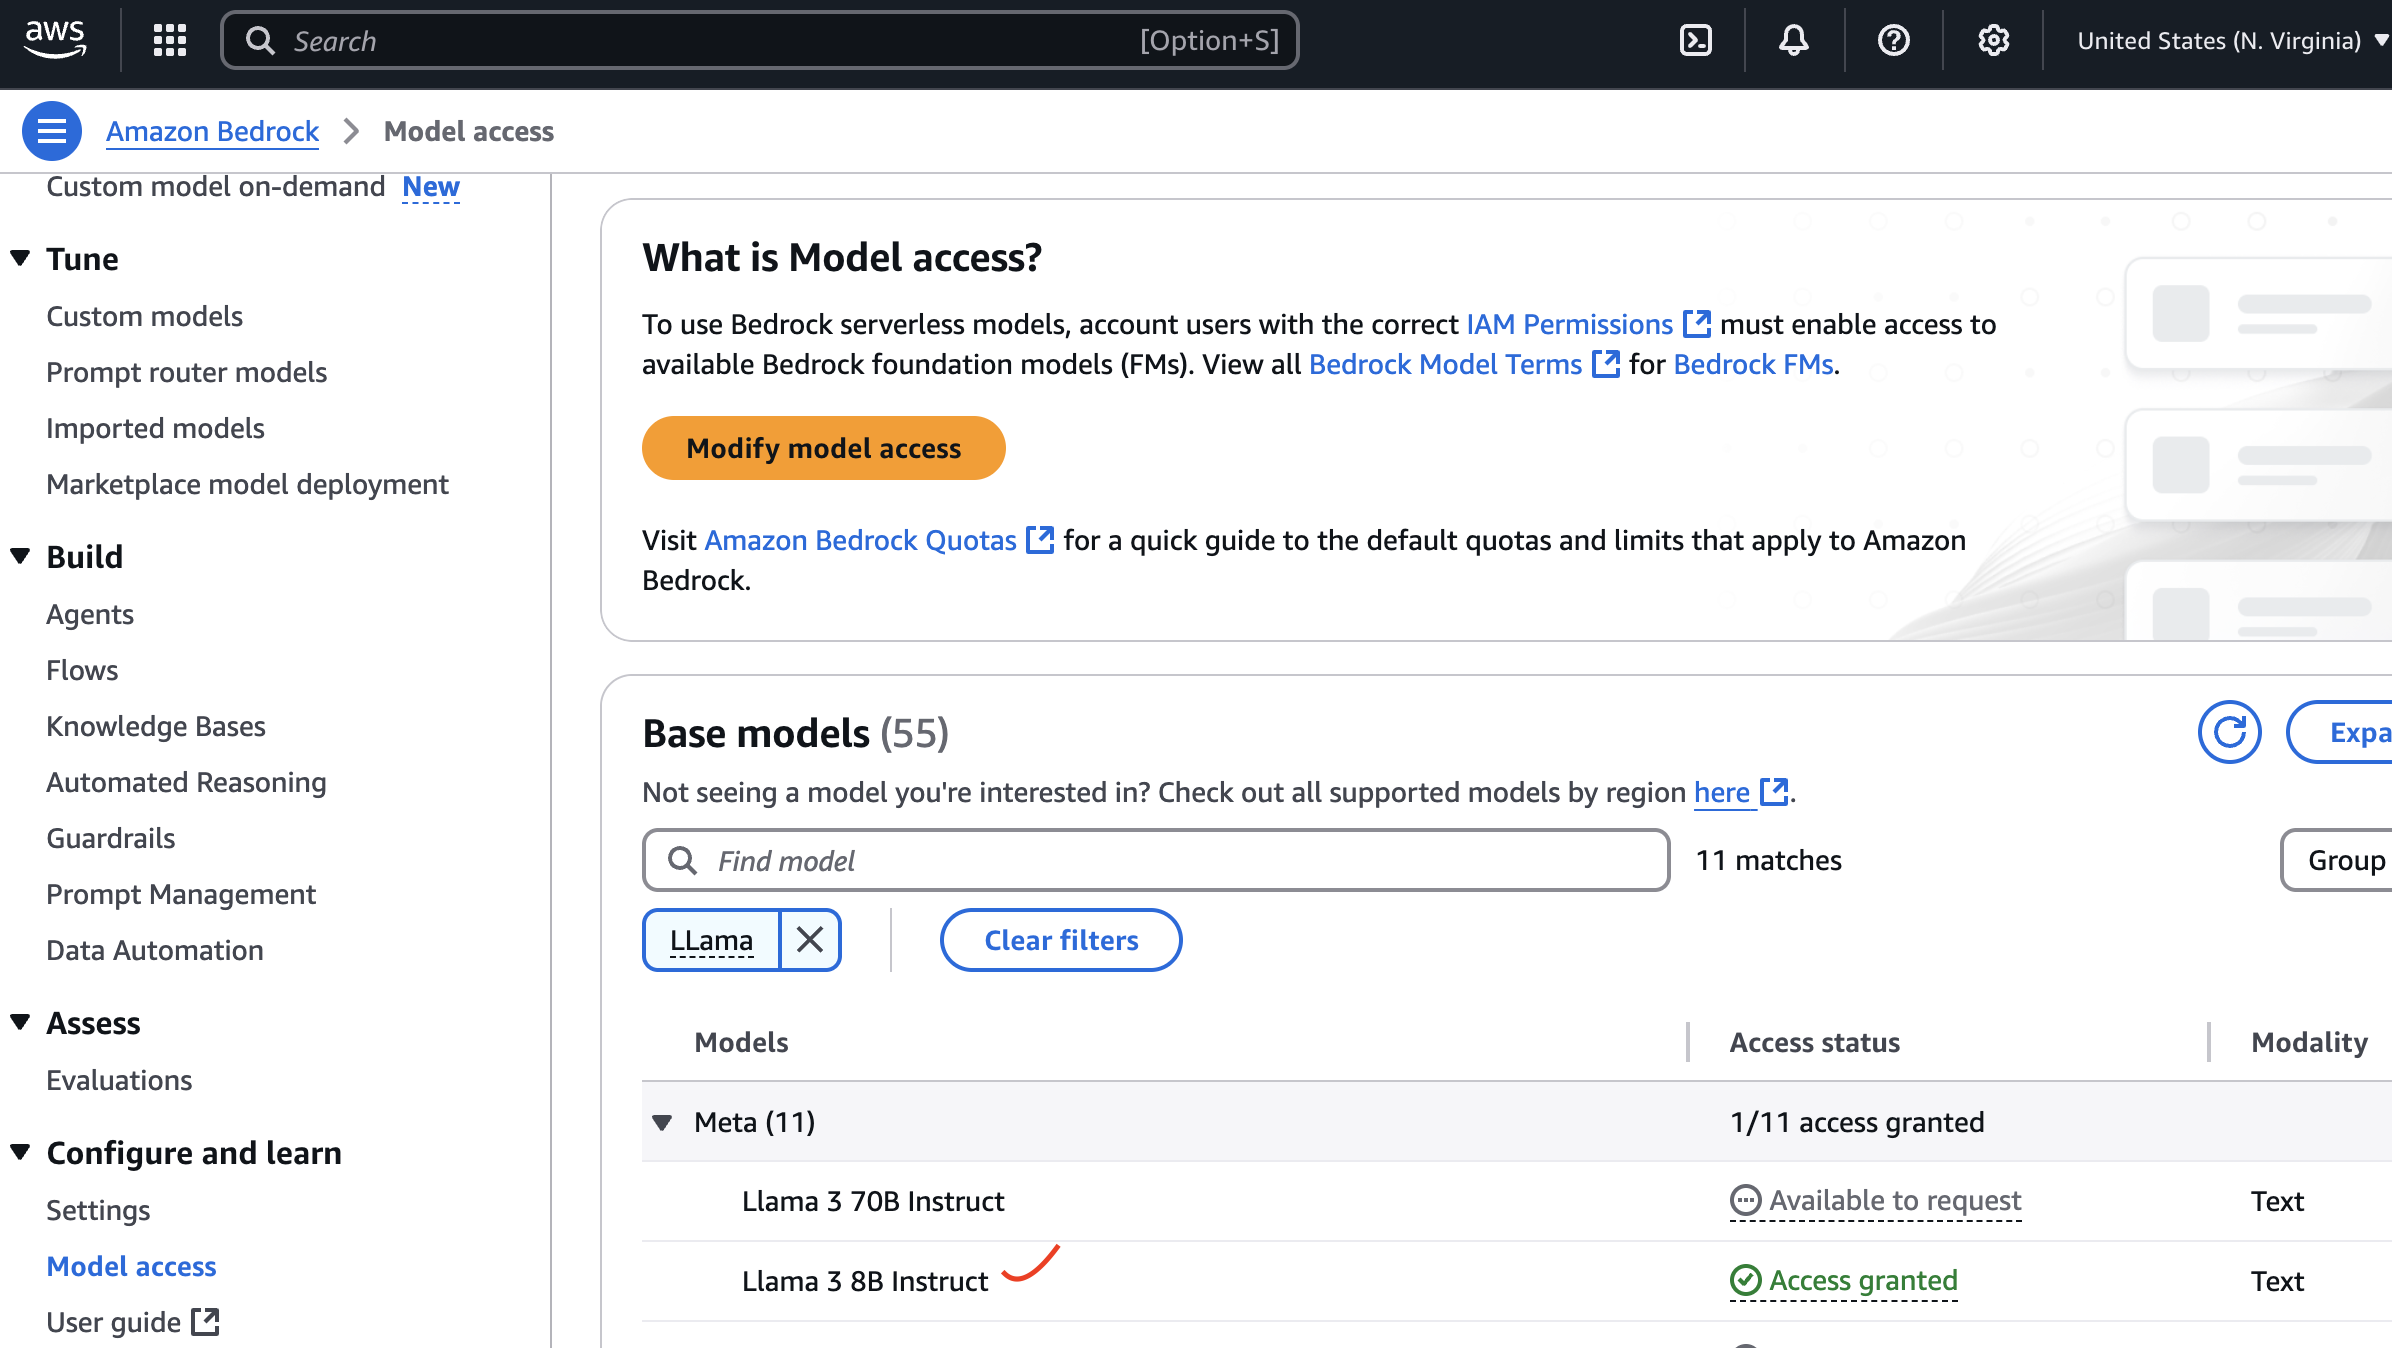 aws
Search
[Option+S]
United States (N. Virginia)
Amazon Bedrock
Model access
Custom model on-demand New
Tune
Custom models
Prompt router models
Imported models
Marketplace model deployment
Build
Agents
Flows
Knowledge Bases
Automated Reasoning
Guardrails
Prompt Management
Data Automation
Assess
Evaluations
Configure and learn
Settings
Model access
User guide
What is Model access?
To use Bedrock serverless models, account users with the correct IAM Permissions must enable access to
available Bedrock foundation models (FMs). View all Bedrock Model Terms for Bedrock FMs.
Modify model access
Visit Amazon Bedrock Quotas for a quick guide to the default quotas and limits that apply to Amazon
Bedrock.
Base models (55)
Expa
Not seeing a model you're interested in? Check out all supported models by region here.
Find model
11 matches
Group
LLama
Clear filters
Models Access status Modality
Meta (11) 1/11 access granted
Llama 3 70B Instruct Available to request Text
Llama 3 8B Instruct Access granted Text